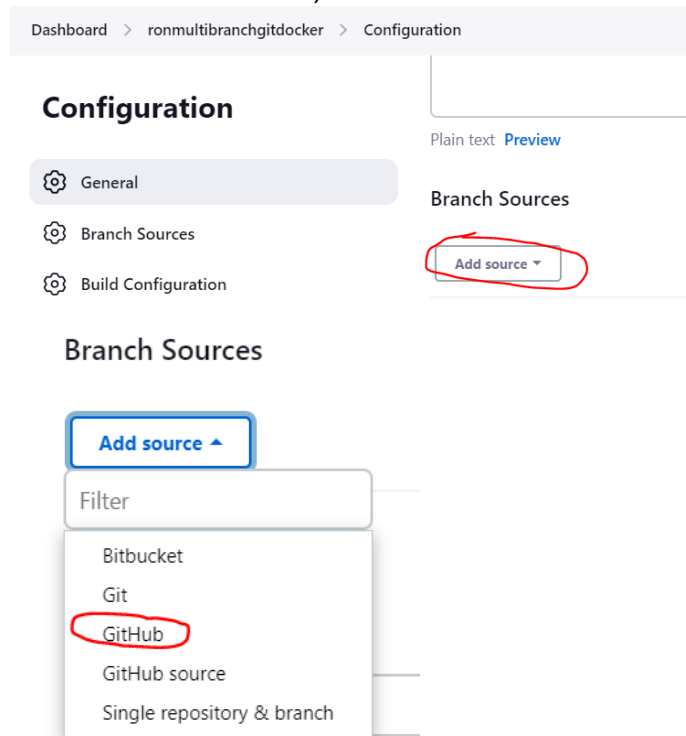 Dashboard > ronmultibranchgitdocker > Configuration
Configuration
General
Branch Sources
Build Configuration
Plain text Preview
Branch Sources
Add source
Branch Sources
Add source
Filter
Bitbucket
Git
GitHub
GitHub source
Single repository & branch